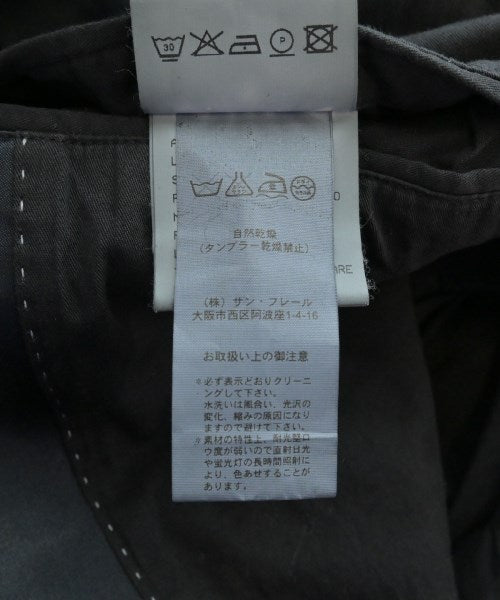 30
P
自然乾燥
(タンブラー乾燥禁止)
(株) サン・フレール
大阪市西区阿波座1-4-16
お取扱い上の御注意
※必ず表示どおりクリーニ
ングして下さい。
水洗いは風合い、光沢の
変化、縮みの原因になり
ますので避けて下さい。
※素材の特性上、耐光堅ロ
ウ度が弱いので直射日光
や蛍光灯の長時間照射に
より、色あせすることが
あります。